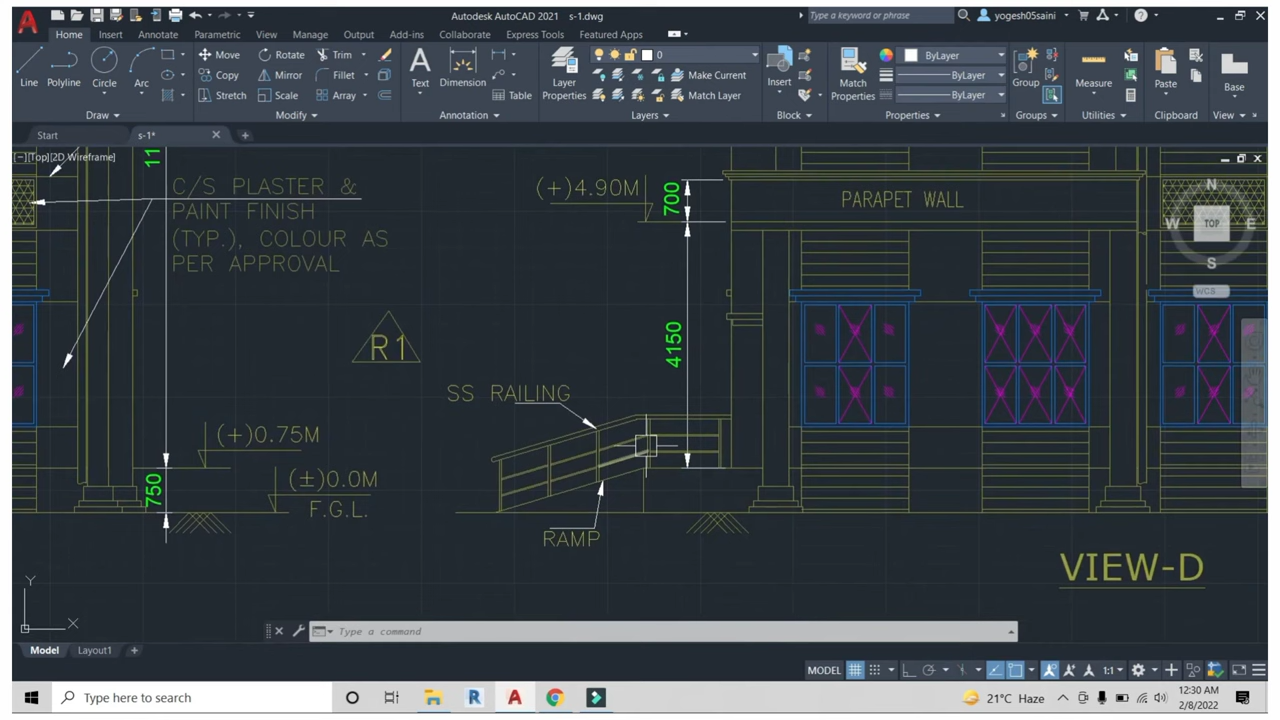 Autodesk AutoCAD 2021 s-1.dwg
Type a keyword or phrase
yogesh05saini
Home Insert Annotate Parametric View Manage Output Add-ins Collaborate Express Tools Featured Apps
Line Polyline Circle Arc
Move Rotate Trim
Copy Mirror Fillet
Stretch Scale Array
Text Dimension
Table
Layer Properties
0
Make Current
Match Layer
Insert
Match Properties
ByLayer
ByLayer
ByLayer
Group
Measure
Paste
Base
Draw Modify Annotation Layers Block Properties Groups Utilities Clipboard View
Start s-1*
[−][Top][2D Wireframe]
11
C/S PLASTER &
PAINT FINISH
(TYP.), COLOUR AS
PER APPROVAL
(+)4.90M
700
PARAPET WALL
N
W TOP E
S
WCS
R1
4150
SS RAILING
(+)0.75M
750
(±)0.0M
F.G.L.
RAMP
VIEW-D
Y
X
Type a command
Model Layout1
MODEL
1:1
Type here to search
21°C Haze
12:30 AM
2/8/2022